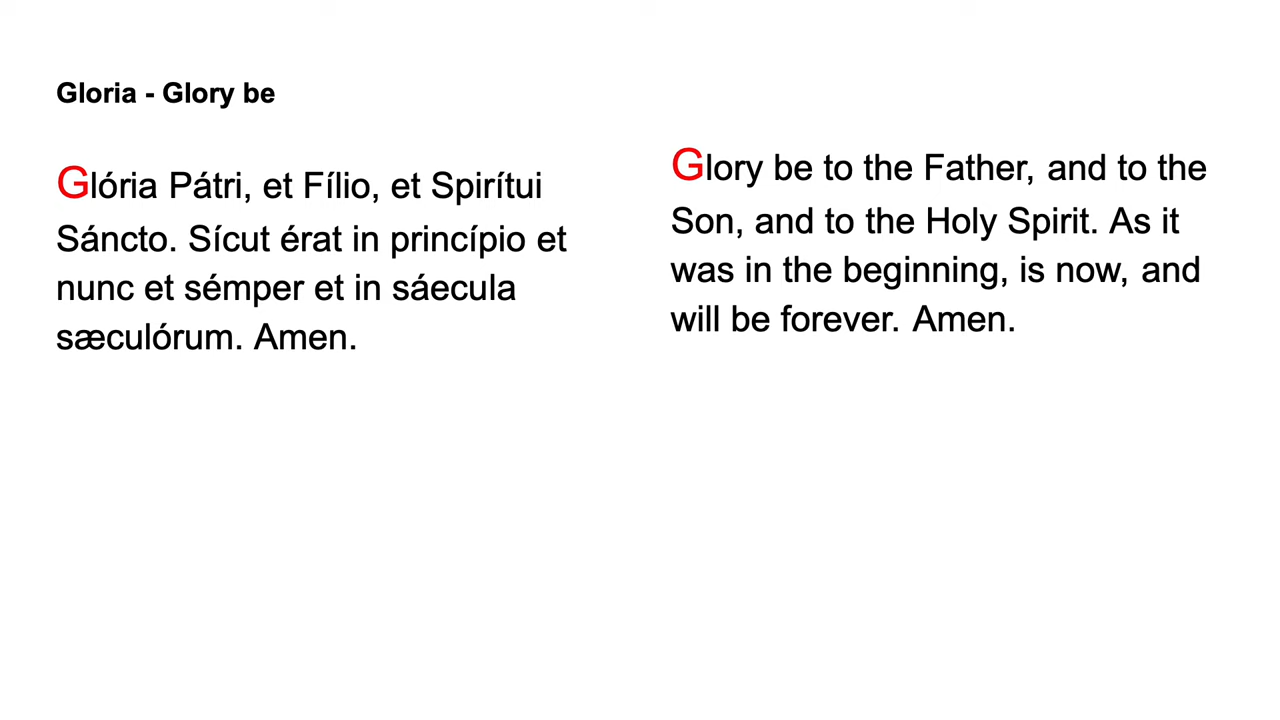 Gloria - Glory be
Glória Pátri, et Fílio, et Spirítui
Sáncto. Sícut érat in princípio et
nunc et sémper et in sáecula
sæculórum. Amen.
Glory be to the Father, and to the
Son, and to the Holy Spirit. As it
was in the beginning, is now, and
will be forever. Amen.